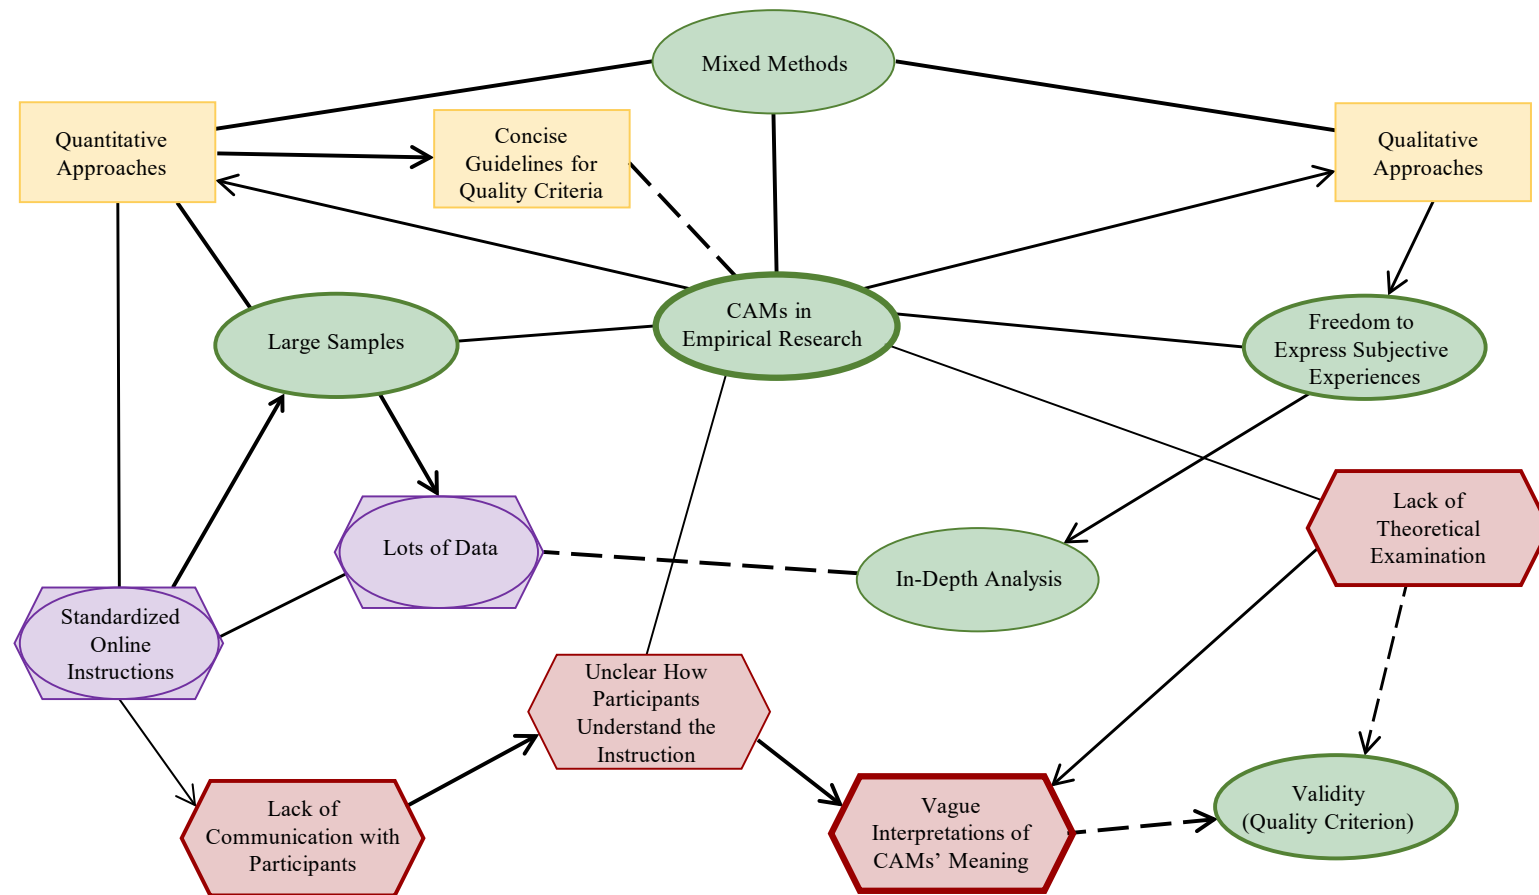 Mixed Methods
Quantitative
Approaches
Concise
Guidelines for
Quality Criteria
Qualitative
Approaches
CAMs in
Empirical Research
Large Samples
Freedom to
Express Subjective
Experiences
Lack of
Theoretical
Examination
Lots of Data
In-Depth Analysis
Standardized
Online
Instructions
Unclear How
Participants
Understand the
Instruction
Lack of
Communication with
Participants
Vague
Interpretations of
CAMs’ Meaning
Validity
(Quality Criterion)